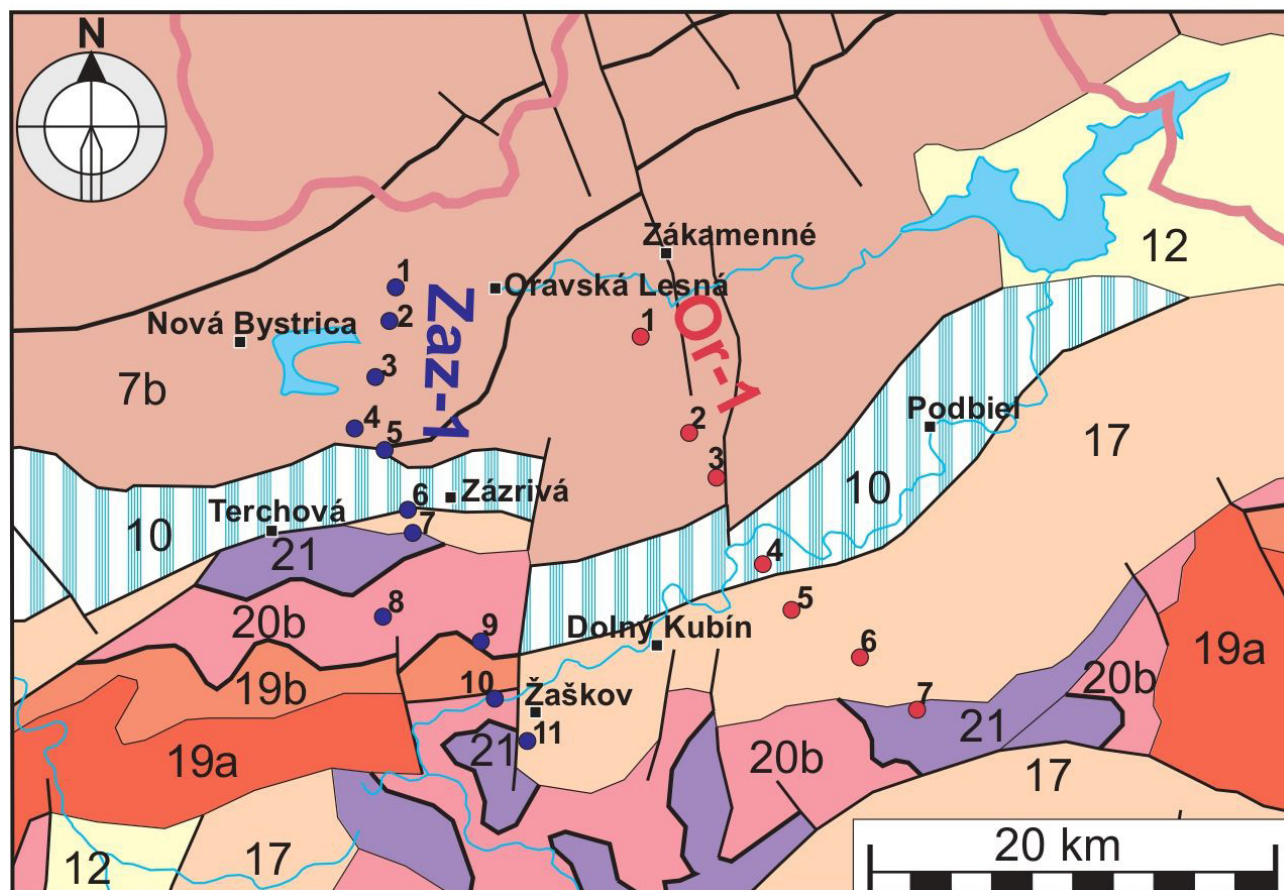 N
Zákamenné
12
1
Oravská Lesná
2
Nová Bystrica
1
Zaz-1
Or-1
3
7b
Podbiel
17
4
2
5
3
10
6
Zázrivá
Terchová
10
7
21
4
8
5
20b
9
Dolný Kubín
6
19a
19b
10
Žaškov
7
20b
11
21
21
19a
20b
17
20 km
12
17